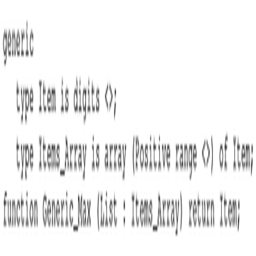 generic
type Item is digits <>;
type Items_Array is array (Positive range <>) of Item;
function Generic_Max (List : Items_Array) return Item;